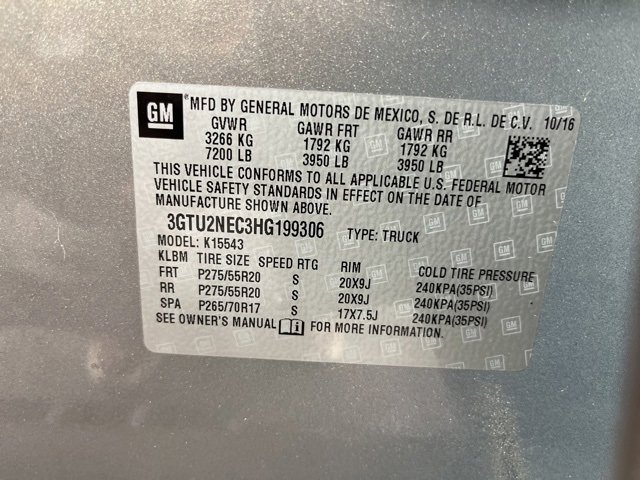 GM
MFD BY GENERAL MOTORS DE MEXICO, S. DE R.L. DE C.V. 10/16
GVWR GAWR FRT GAWR RR
3266 KG 1792 KG 1792 KG
7200 LB 3950 LB 3950 LB
THIS VEHICLE CONFORMS TO ALL APPLICABLE U.S. FEDERAL MOTOR
VEHICLE SAFETY STANDARDS IN EFFECT ON THE DATE OF
MANUFACTURE SHOWN ABOVE.
3GTU2NEC3HG199306 TYPE: TRUCK
MODEL: K15543
KLBM TIRE SIZE SPEED RTG RIM COLD TIRE PRESSURE
FRT P275/55R20 S 20X9J 240KPA(35PSI)
RR P275/55R20 S 20X9J 240KPA(35PSI)
SPA P265/70R17 S 17X7.5J 240KPA(35PSI)
SEE OWNER'S MANUAL FOR MORE INFORMATION.